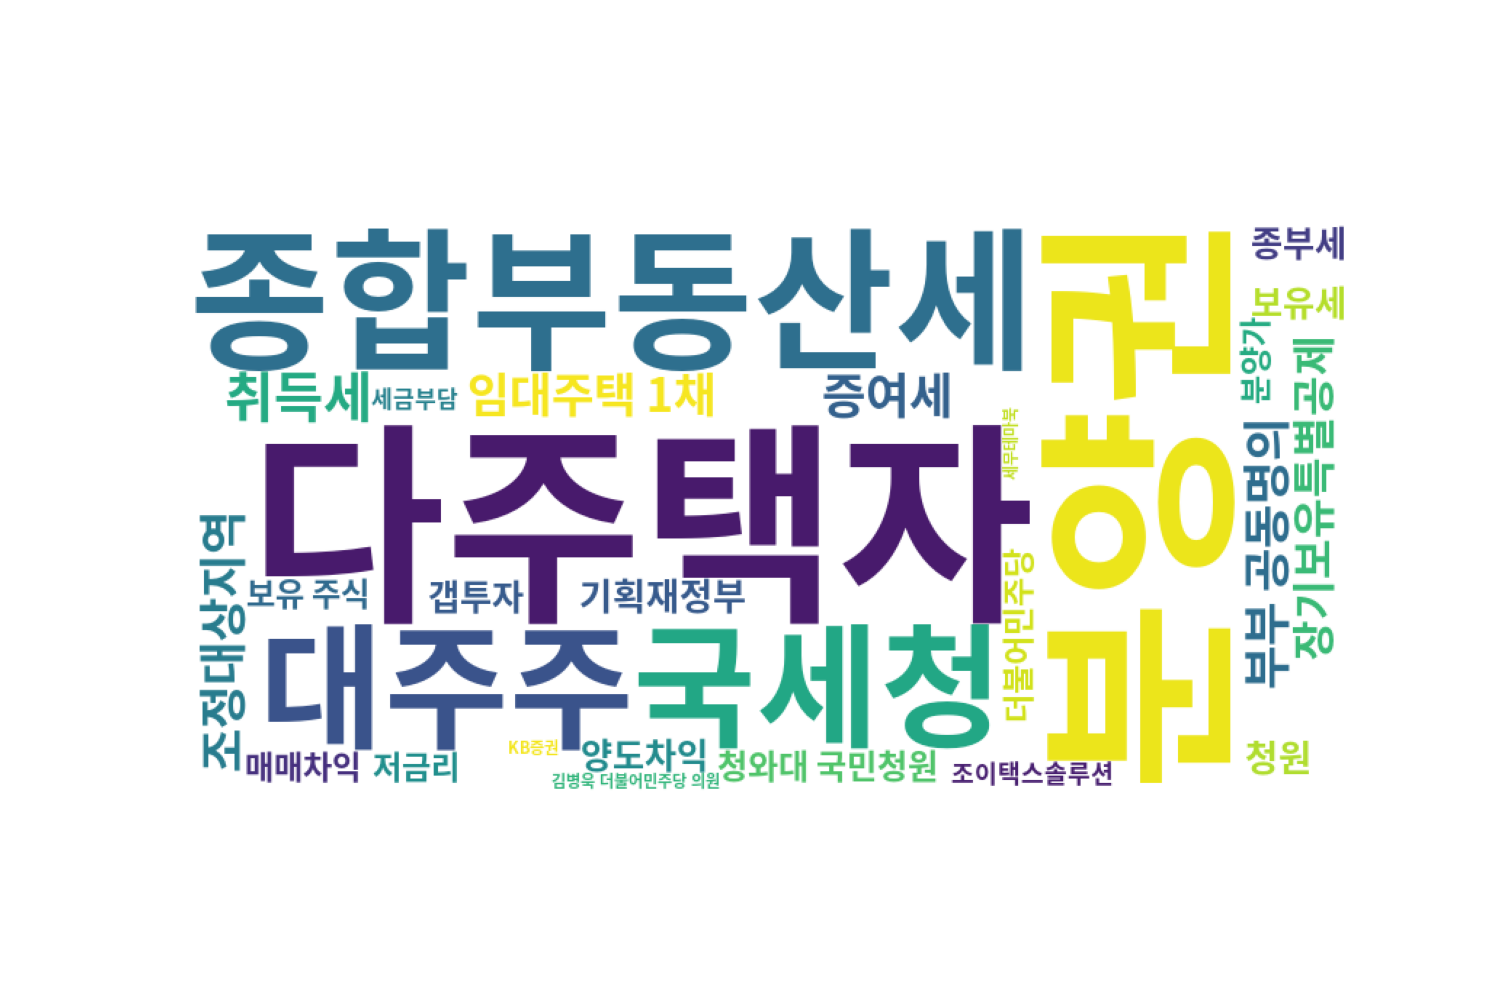 종합부동산세
분양권
종부세
보유세
분양가
취득세
세금부담
임대주택 1채
증여세
장기보유특별공제
다주택자
세무테마북
부부 공동명의
조정대상지역
보유 주식
갭투자
기획재정부
더불어민주당
대주주
국세청
매매차익
저금리
KB증권
양도차익
청와대 국민청원
청원
김병욱 더불어민주당 의원
조이택스솔루션